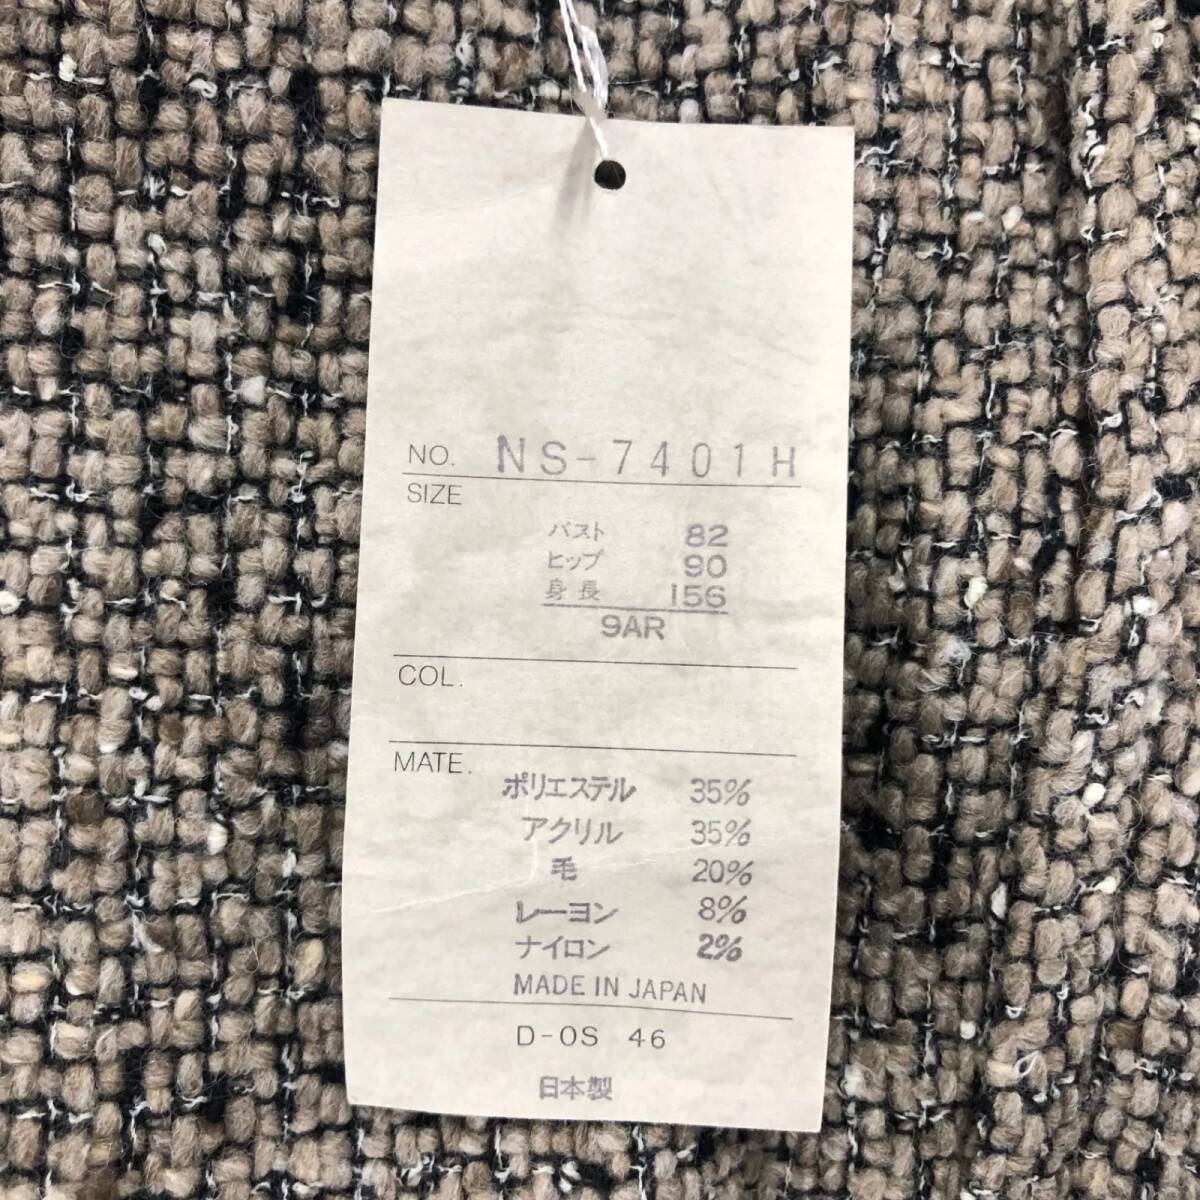 NO. NS-7401H
SIZE
バスト 82
ヒップ 90
身長 156
9AR
COL.
MATE.
ポリエステル 35%
アクリル 35%
毛 20%
レーヨン 8%
ナイロン 2%
MADE IN JAPAN
D-OS 46
日本製